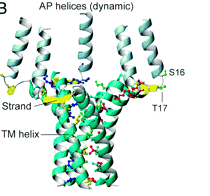 B
AP helices (dynamic)
S16
Strand
T17
TM helix